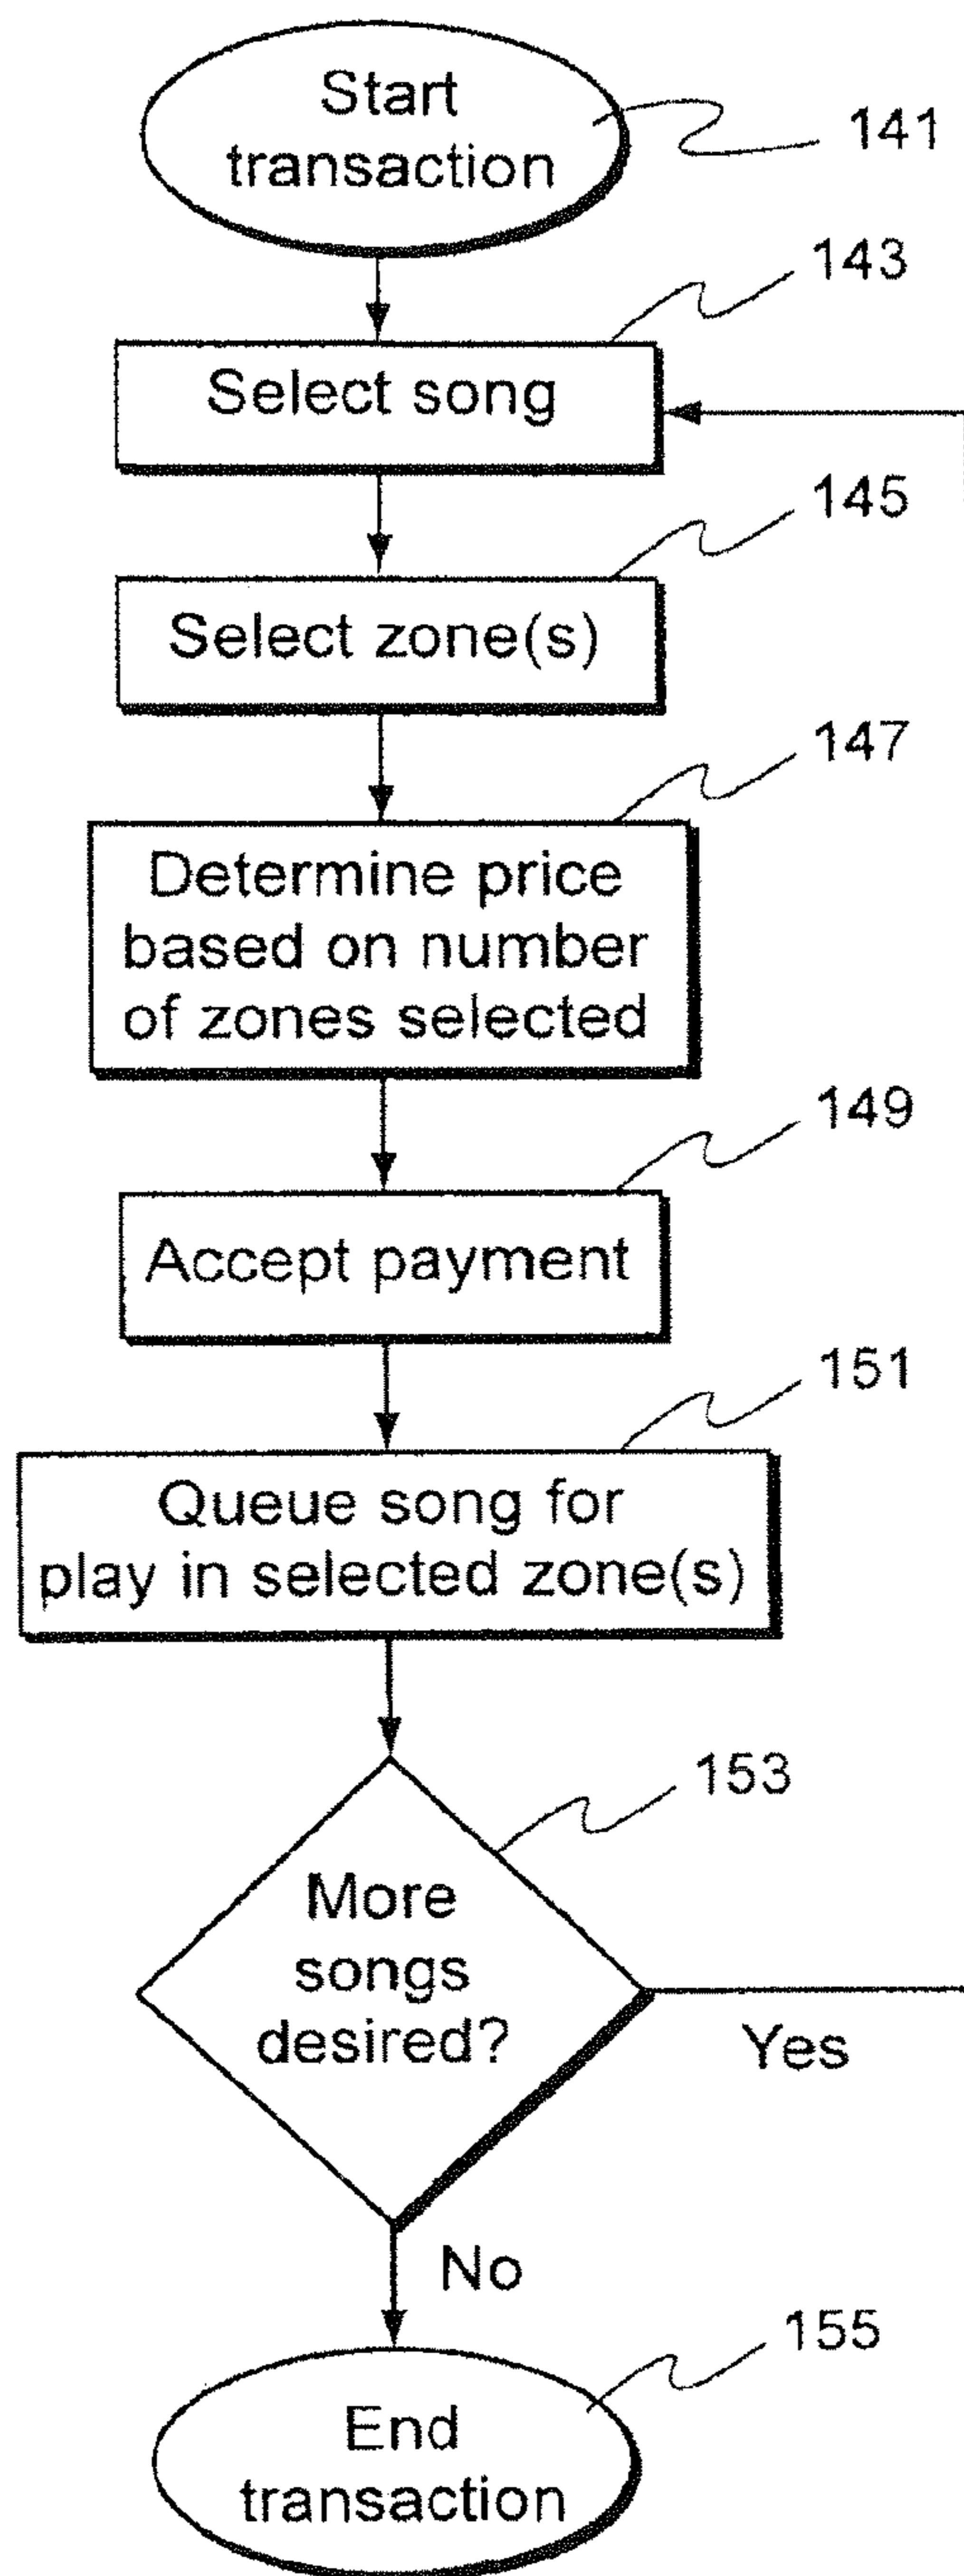 Start
transaction
141
143
Select song
145
Select zone(s)
147
Determine price
based on number
of zones selected
149
Accept payment
151
Queue song for
play in selected zone(s)
153
More
songs
desired?
Yes
No
155
End
transaction